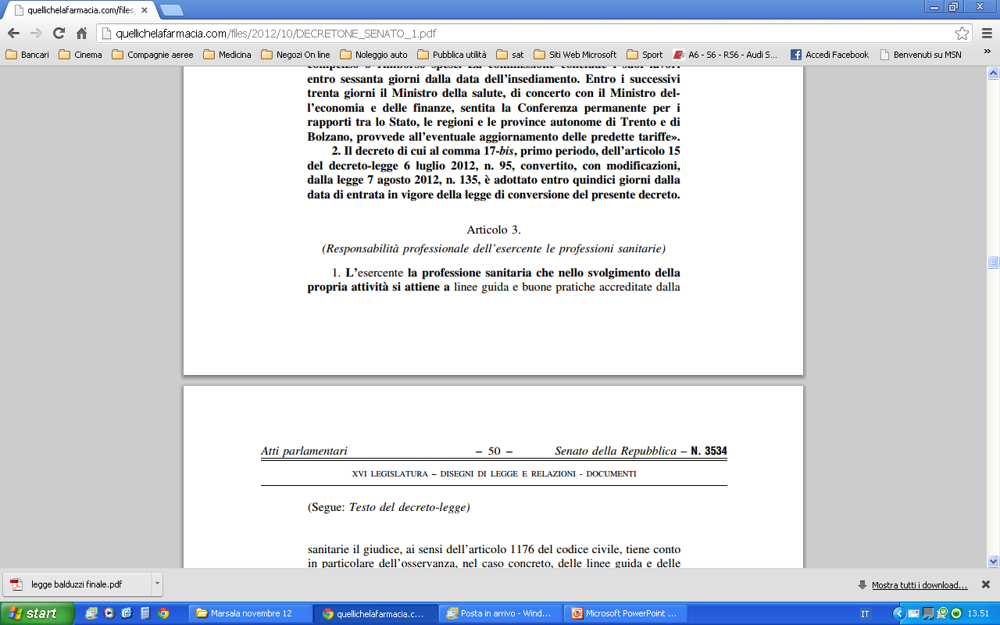 quellichelafarmacia.com/files,
quellichelafarmacia.com/files/2012/10/DECRETONE_SENATO_1.pdf
Bancari Cinema Compagnie aeree Medicina Negozi On line Noleggio auto Pubblica utilità sat Siti Web Microsoft Sport A6 - S6 - RS6 - Audi S... Accedi Facebook Benvenuti su MSN »
compenso o rimborso spese. La commissione conclude i suoi lavori
entro sessanta giorni dalla data dell'insediamento. Entro i successivi
trenta giorni il Ministro della salute, di concerto con il Ministro del-
l'economia e delle finanze, sentita la Conferenza permanente per i
rapporti tra lo Stato, le regioni e le province autonome di Trento e di
Bolzano, provvede all'eventuale aggiornamento delle predette tariffe».
2. Il decreto di cui al comma 17-bis, primo periodo, dell'articolo 15
del decreto-legge 6 luglio 2012, n. 95, convertito, con modificazioni,
dalla legge 7 agosto 2012, n. 135, è adottato entro quindici giorni dalla
data di entrata in vigore della legge di conversione del presente decreto.
Articolo 3.
(Responsabilità professionale dell'esercente le professioni sanitarie)
1. L'esercente la professione sanitaria che nello svolgimento della
propria attività si attiene a linee guida e buone pratiche accreditate dalla
Atti parlamentari – 50 – Senato della Repubblica – N. 3534
XVI LEGISLATURA – DISEGNI DI LEGGE E RELAZIONI - DOCUMENTI
(Segue: Testo del decreto-legge)
sanitarie il giudice, ai sensi dell'articolo 1176 del codice civile, tiene conto
in particolare dell'osservanza, nel caso concreto, delle linee guida e delle
legge balduzzi finale.pdf Mostra tutti i download...
start Marsala novembre 12 quellichelafarmacia.c... Posta in arrivo - Wind... Microsoft PowerPoint ... IT 13.51